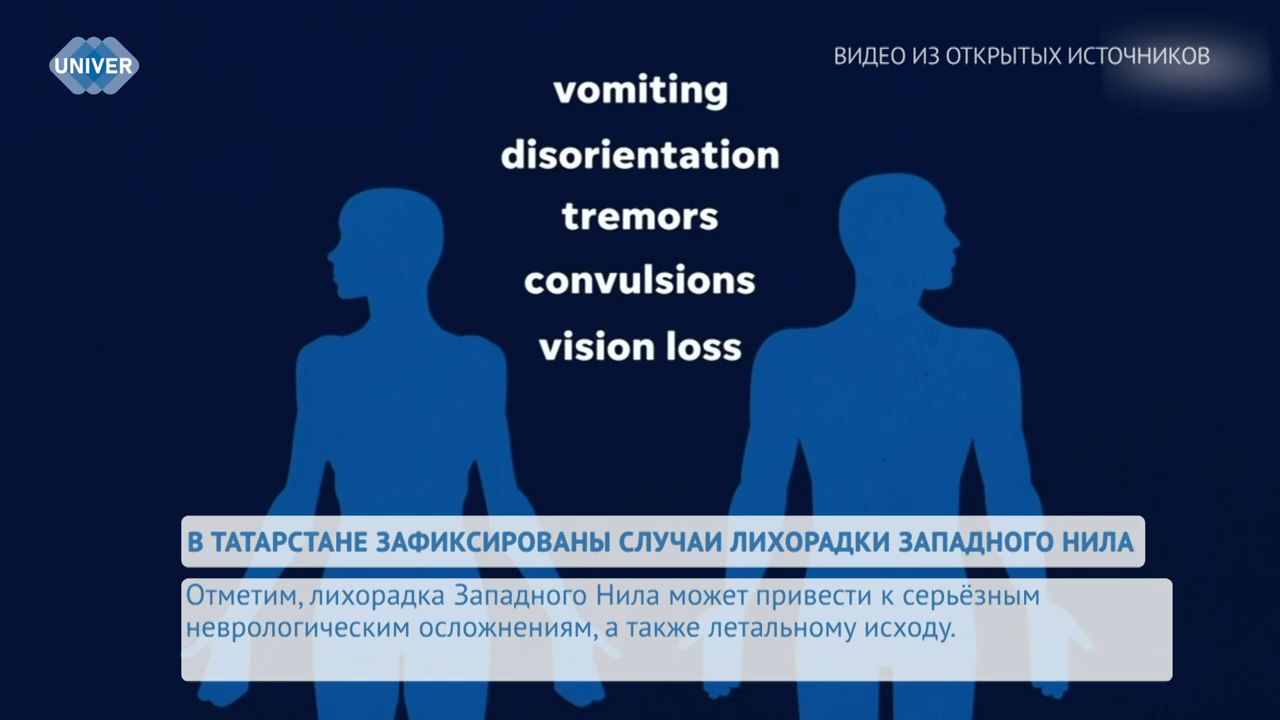 UNIVER
ВИДЕО ИЗ ОТКРЫТЫХ ИСТОЧНИКОВ
vomiting
disorientation
tremors
convulsions
vision loss
В ТАТАРСТАНЕ ЗАФИКСИРОВАНЫ СЛУЧАИ ЛИХОРАДКИ ЗАПАДНОГО НИЛА
Отметим, лихорадка Западного Нила может привести к серьёзным
неврологическим осложнениям, а также летальному исходу.